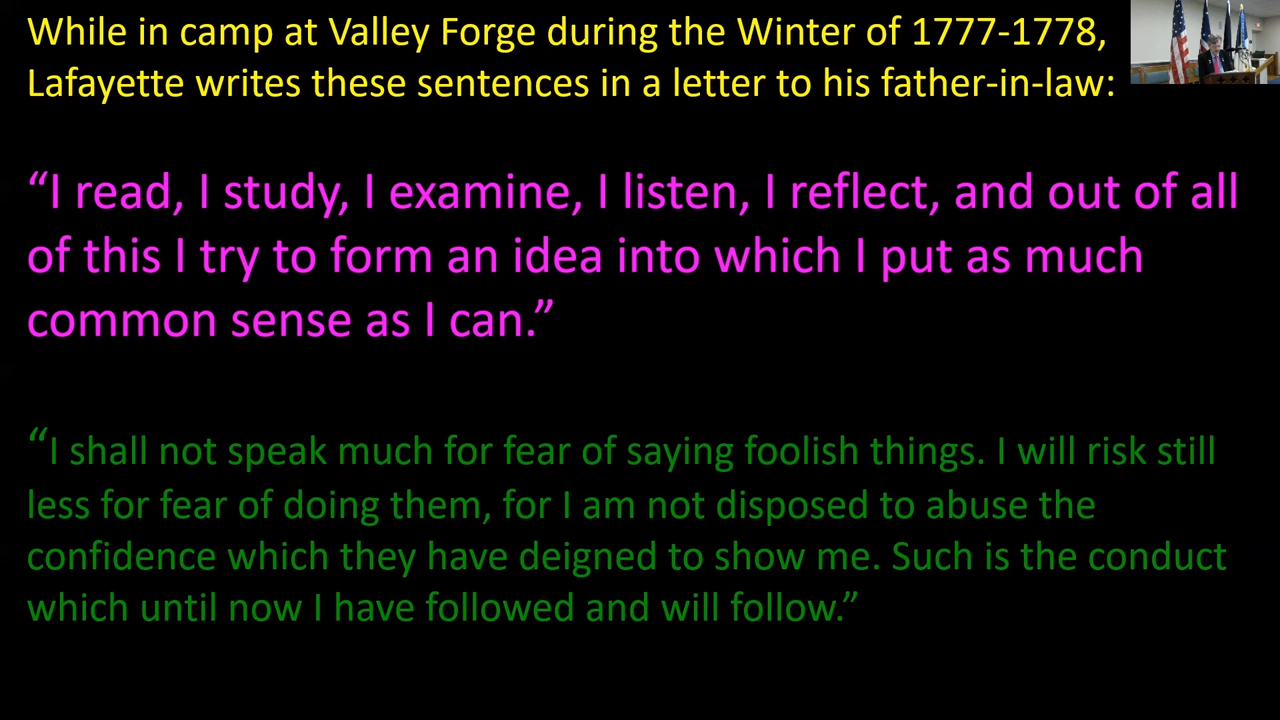 While in camp at Valley Forge during the Winter of 1777-1778,
Lafayette writes these sentences in a letter to his father-in-law:
“I read, I study, I examine, I listen, I reflect, and out of all
of this I try to form an idea into which I put as much
common sense as I can.”
“I shall not speak much for fear of saying foolish things. I will risk still
less for fear of doing them, for I am not disposed to abuse the
confidence which they have deigned to show me. Such is the conduct
which until now I have followed and will follow.”